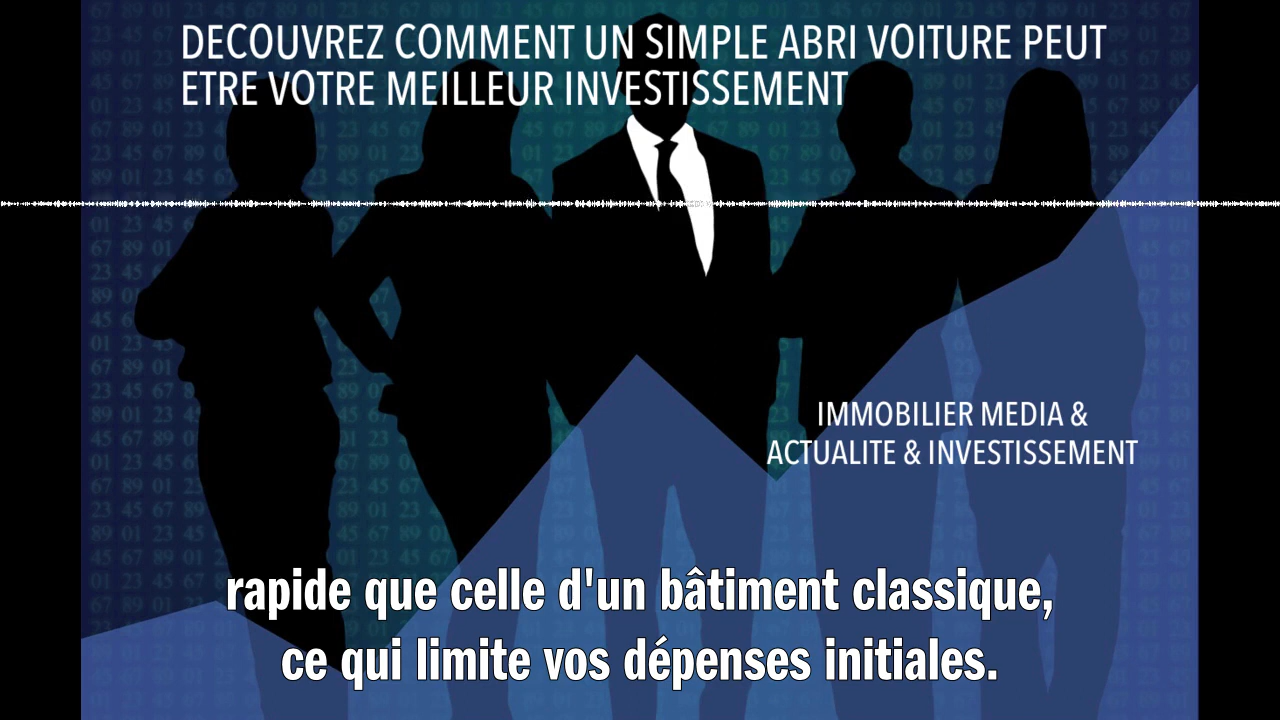 DECOUVREZ COMMENT UN SIMPLE ABRI VOITURE PEUT
ETRE VOTRE MEILLEUR INVESTISSEMENT
IMMOBILIER MEDIA &
ACTUALITE & INVESTISSEMENT
rapide que celle d'un bâtiment classique,
ce qui limite vos dépenses initiales.